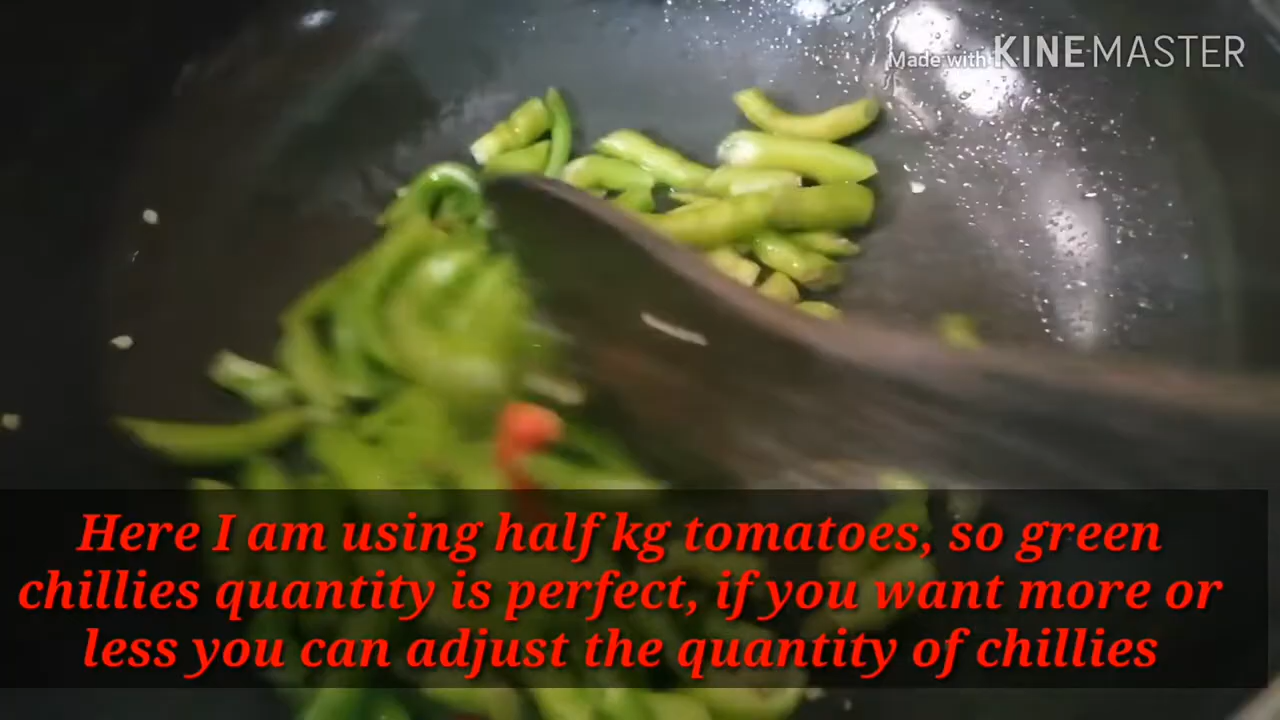 Made with KINEMASTER
Here I am using half kg tomatoes, so green
chillies quantity is perfect, if you want more or
less you can adjust the quantity of chillies